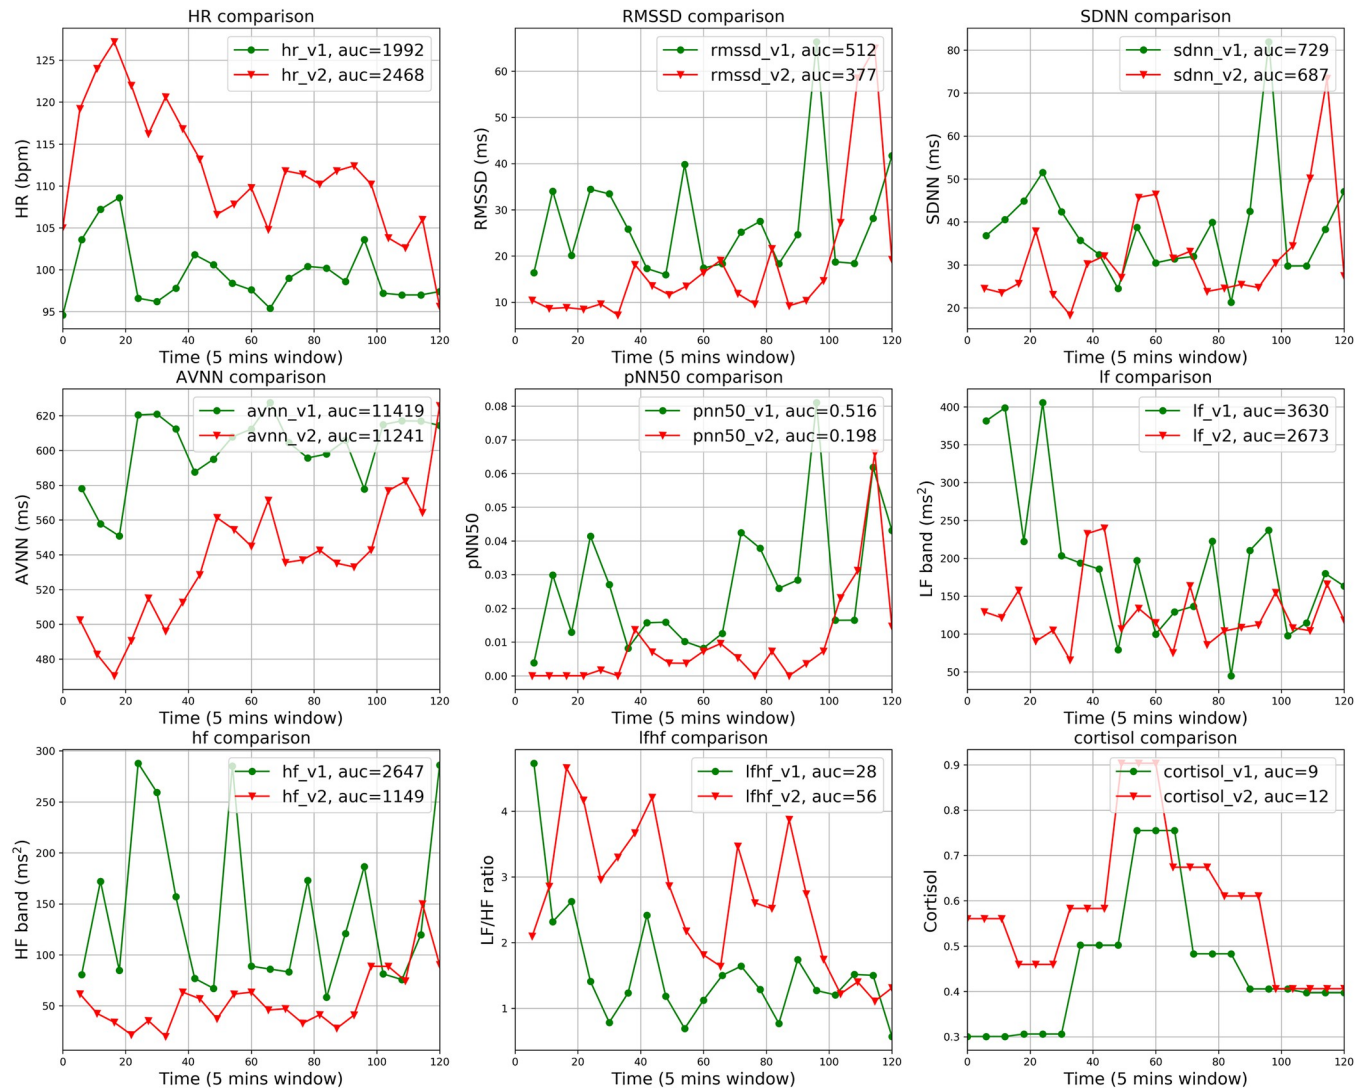 HR comparison
HR (bpm)
125
120
115
110
105
100
95
hr_v1, auc=1992
hr_v2, auc=2468
0 20 40 60 80 100 120
Time (5 mins window)
RMSSD comparison
RMSSD (ms)
60
50
40
30
20
10
rmssd_v1, auc=512
rmssd_v2, auc=377
0 20 40 60 80 100 120
Time (5 mins window)
SDNN comparison
SDNN (ms)
80
70
60
50
40
30
20
sdnn_v1, auc=729
sdnn_v2, auc=687
0 20 40 60 80 100 120
Time (5 mins window)
AVNN comparison
AVNN (ms)
620
600
580
560
540
520
500
480
avnn_v1, auc=11419
avnn_v2, auc=11241
0 20 40 60 80 100 120
Time (5 mins window)
pNN50 comparison
pNN50
0.08
0.07
0.06
0.05
0.04
0.03
0.02
0.01
0.00
pnn50_v1, auc=0.516
pnn50_v2, auc=0.198
0 20 40 60 80 100 120
Time (5 mins window)
lf comparison
LF band (ms²)
400
350
300
250
200
150
100
50
lf_v1, auc=3630
lf_v2, auc=2673
0 20 40 60 80 100 120
Time (5 mins window)
hf comparison
HF band (ms²)
300
250
200
150
100
50
hf_v1, auc=2647
hf_v2, auc=1149
0 20 40 60 80 100 120
Time (5 mins window)
lfhf comparison
LF/HF ratio
4
3
2
1
lfhf_v1, auc=28
lfhf_v2, auc=56
0 20 40 60 80 100 120
Time (5 mins window)
cortisol comparison
Cortisol
0.9
0.8
0.7
0.6
0.5
0.4
0.3
cortisol_v1, auc=9
cortisol_v2, auc=12
0 20 40 60 80 100 120
Time (5 mins window)